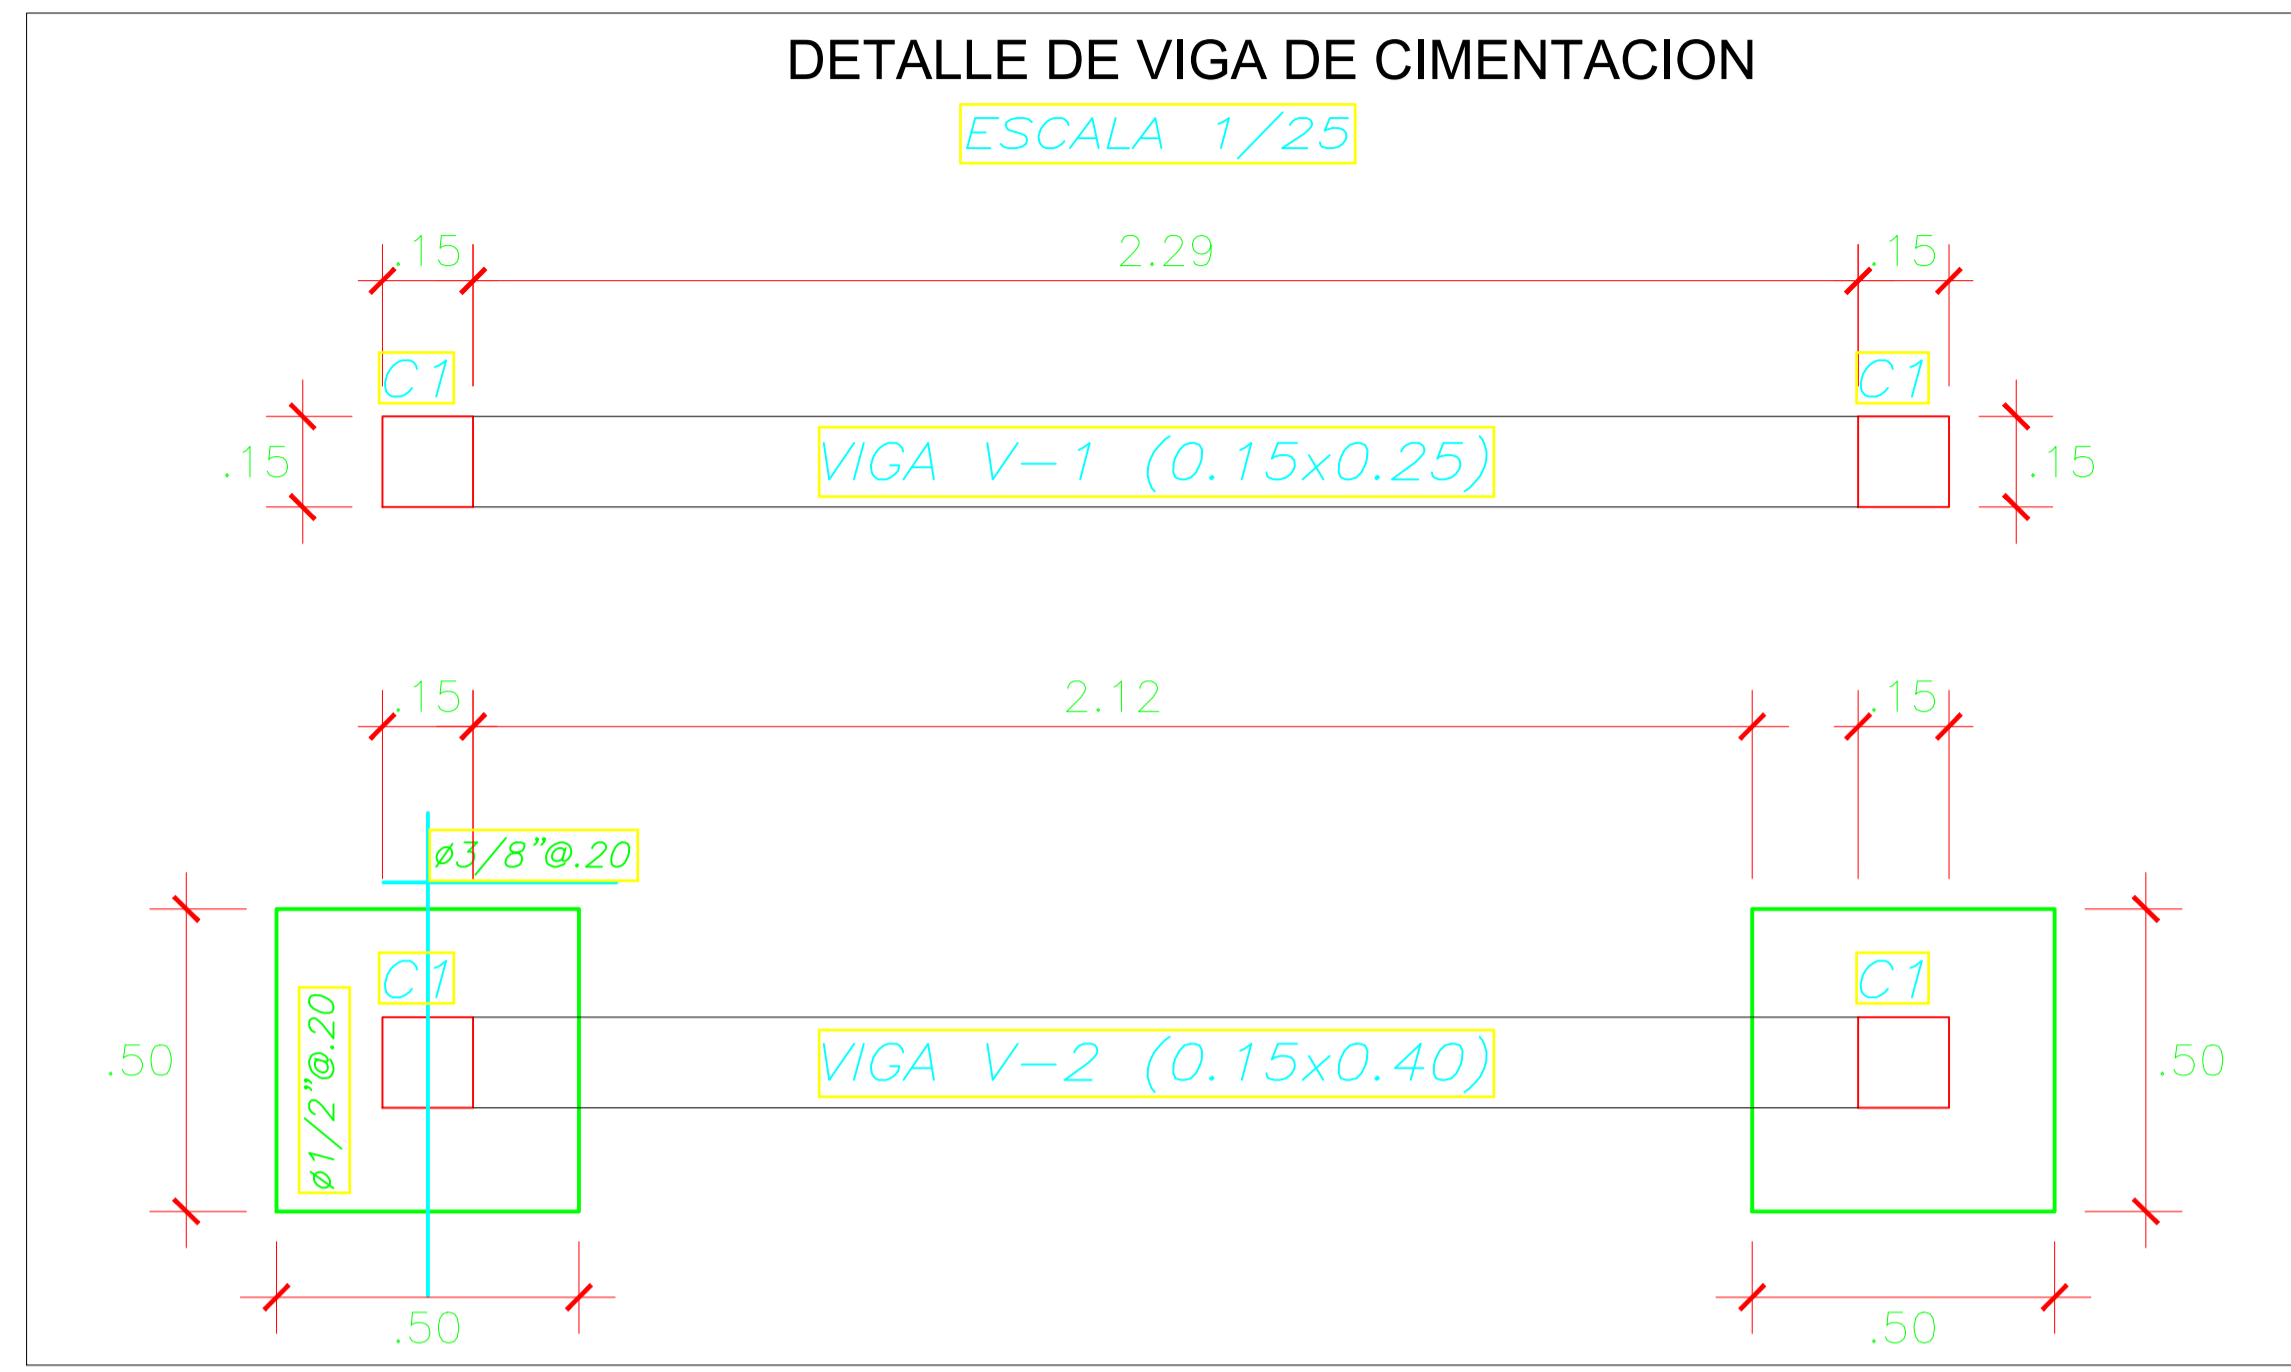 DETALLE DE VIGA DE CIMENTACION
ESCALA 1/25
.15 2.29 .15
C1 C1
.15 VIGA V-1 (0.15x0.25) .15
.15 2.12 .15
ø3/8"@.20
C1 C1
.50 ø1/2"@.20 VIGA V-2 (0.15x0.40) .50
.50 .50